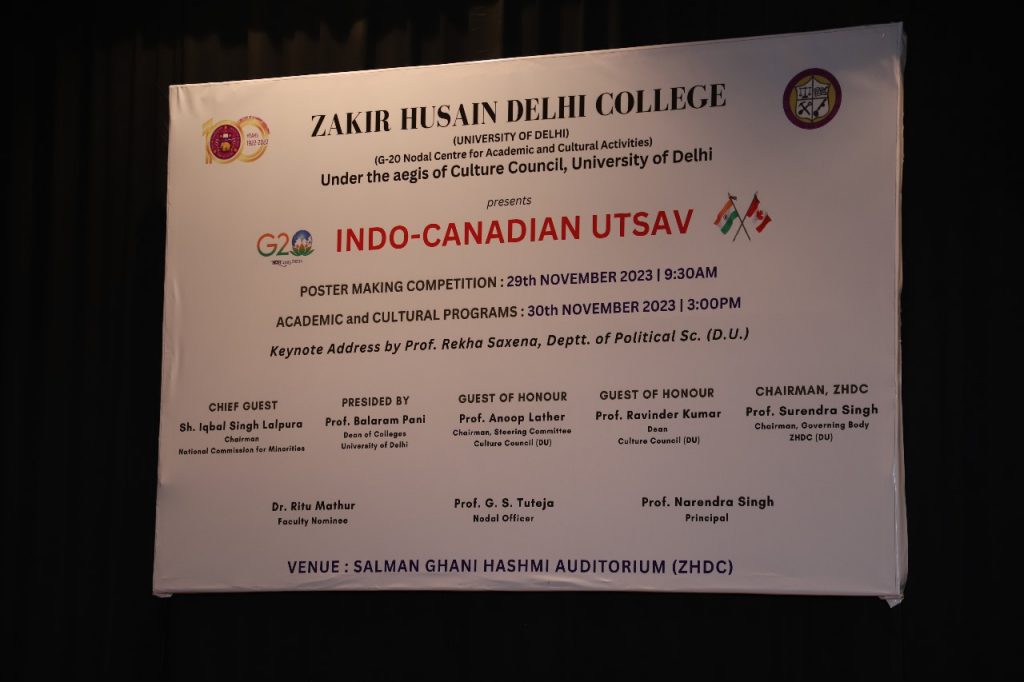 ZAKIR HUSAIN DELHI COLLEGE
(UNIVERSITY OF DELHI)
(G-20 Nodal Centre for Academic and Cultural Activities)
Under the aegis of Culture Council, University of Delhi
100
YEARS
1922-2022
presents
G20
INDO-CANADIAN UTSAV
POSTER MAKING COMPETITION : 29th NOVEMBER 2023 | 9:30AM
ACADEMIC and CULTURAL PROGRAMS : 30th NOVEMBER 2023 | 3:00PM
Keynote Address by Prof. Rekha Saxena, Deptt. of Political Sc. (D.U.)
CHIEF GUEST
Sh. Iqbal Singh Lalpura
Chairman
National Commission for Minorities
PRESIDED BY
Prof. Balaram Pani
Dean of Colleges
University of Delhi
GUEST OF HONOUR
Prof. Anoop Lather
Chairman, Steering Committee
Culture Council (DU)
GUEST OF HONOUR
Prof. Ravinder Kumar
Dean
Culture Council (DU)
CHAIRMAN, ZHDC
Prof. Surendra Singh
Chairman, Governing Body
ZHDC (DU)
Dr. Ritu Mathur
Faculty Nominee
Prof. G. S. Tuteja
Nodal Officer
Prof. Narendra Singh
Principal
VENUE : SALMAN GHANI HASHMI AUDITORIUM (ZHDC)